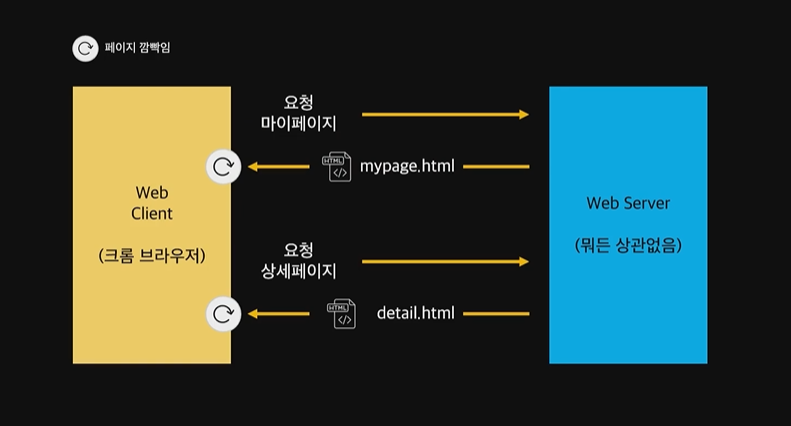 페이지 깜빡임
요청
마이페이지
HTML
mypage.html
Web
Client
(크롬 브라우저)
Web Server
(뭐든 상관없음)
요청
상세페이지
HTML
detail.html